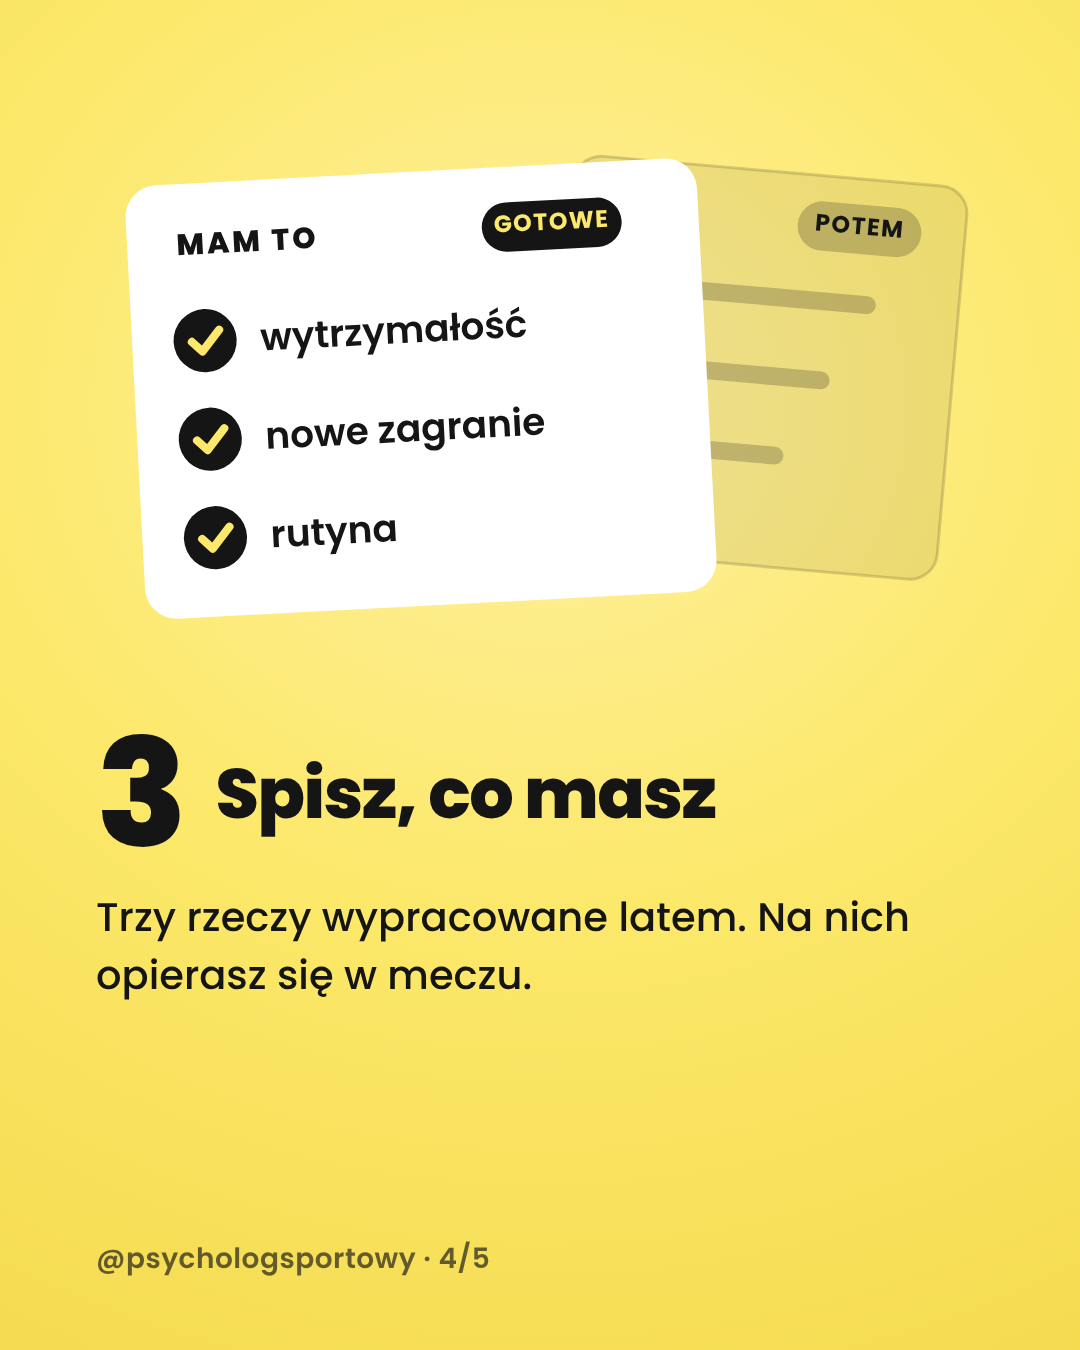 MAM TO
GOTOWE
POTEM
wytrzymałość
nowe zagranie
rutyna
3 Spisz, co masz
Trzy rzeczy wypracowane latem. Na nich
opierasz się w meczu.
@psychologsportowy · 4/5